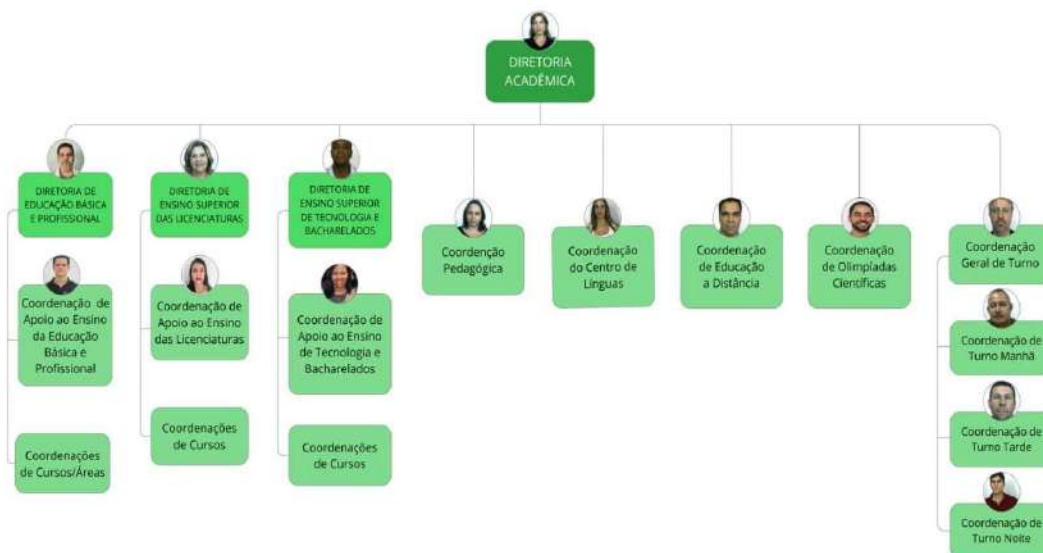 DIRETORIA
ACADÊMICA
DIRETORIA DE
EDUCAÇÃO BÁSICA
E PROFISSIONAL
DIRETORIA DE
ENSINO SUPERIOR
DAS LICENCIATURAS
DIRETORIA DE
ENSINO SUPERIOR
DE TECNOLOGIA E
BACHARELADOS
Coordenção
Pedagógica
Coordenação
do Centro de
Línguas
Coordenação
de Educação
a Distância
Coordenação
de Olimpíadas
Científicas
Coordenação
Geral de Turno
Coordenação de
Apoio ao Ensino
da Educação
Básica e
Profissional
Coordenação de
Apoio ao Ensino
das Licenciaturas
Coordenação de
Apoio ao Ensino
de Tecnologia e
Bacharelados
Coordenação de
Turno Manhã
Coordenações
de Cursos/Áreas
Coordenações
de Cursos
Coordenações
de Cursos
Coordenação de
Turno Tarde
Coordenação de
Turno Noite